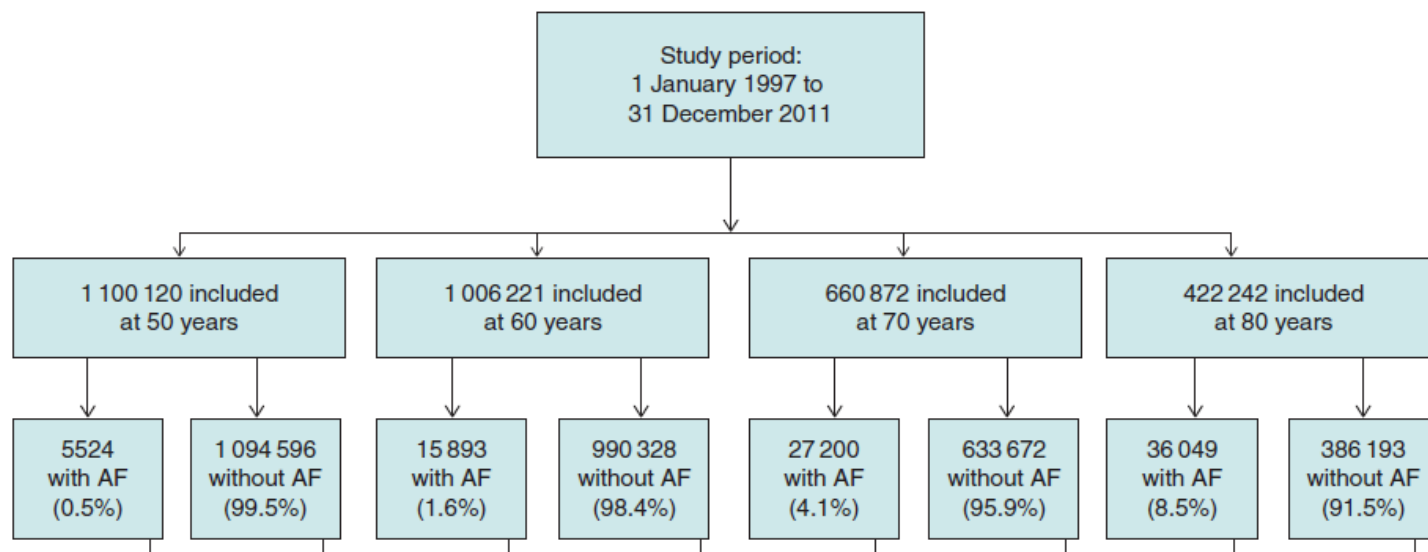 Study period:
1 January 1997 to
31 December 2011
1 100 120 included
at 50 years
1 006 221 included
at 60 years
660 872 included
at 70 years
422 242 included
at 80 years
5524
with AF
(0.5%)
1 094 596
without AF
(99.5%)
15 893
with AF
(1.6%)
990 328
without AF
(98.4%)
27 200
with AF
(4.1%)
633 672
without AF
(95.9%)
36 049
with AF
(8.5%)
386 193
without AF
(91.5%)